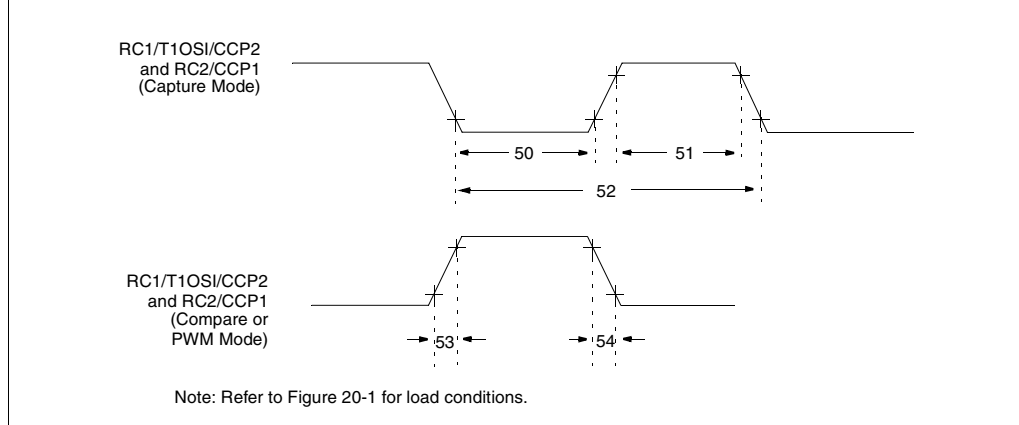 RC1/T1OSI/CCP2
and RC2/CCP1
(Capture Mode)
50
51
52
RC1/T1OSI/CCP2
and RC2/CCP1
(Compare or
PWM Mode)
53
54
Note: Refer to Figure 20-1 for load conditions.